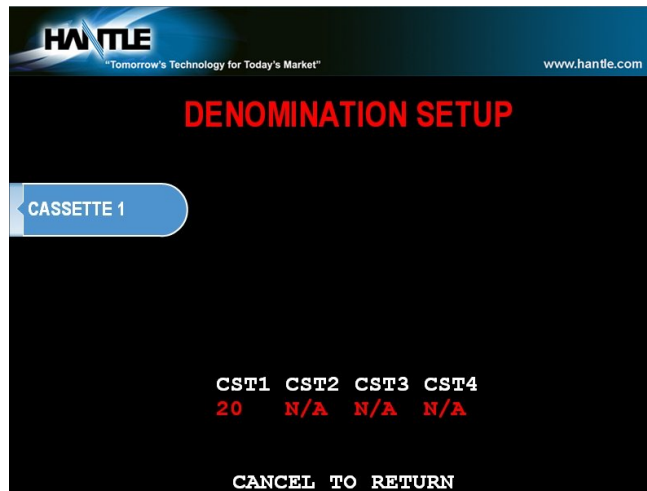 HANTLE
"Tomorrow's Technology for Today's Market" www.hantle.com
DENOMINATION SETUP
CASSETTE 1
CST1 CST2 CST3 CST4
20 N/A N/A N/A
CANCEL TO RETURN